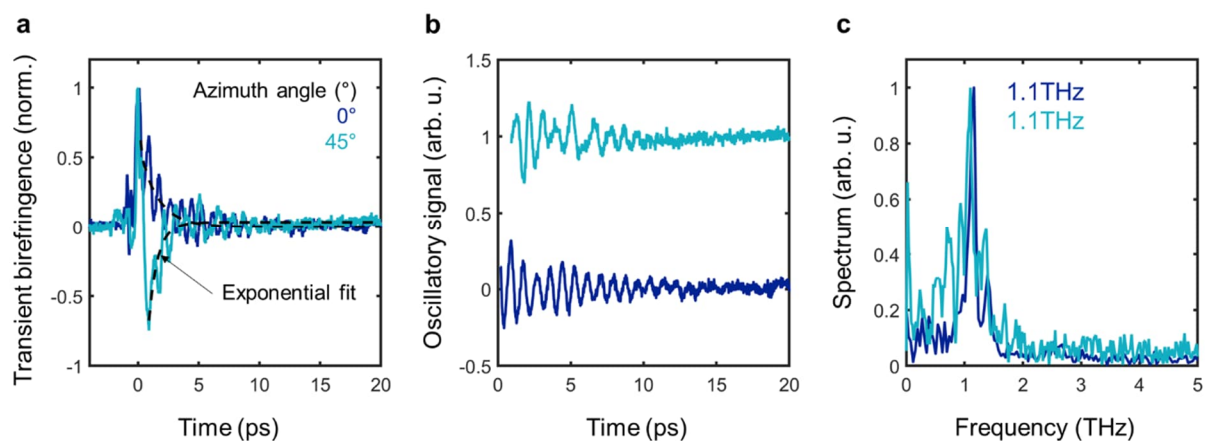 a
Transient birefringence (norm.)
1
0.5
0
-0.5
-1
Azimuth angle (°)
0°
45°
Exponential fit
0
5
10
15
20
Time (ps)
b
Oscillatory signal (arb. u.)
1.5
1
0.5
0
-0.5
0
5
10
15
20
Time (ps)
c
Spectrum (arb. u.)
1
0.8
0.6
0.4
0.2
0
1.1THz
1.1THz
0
1
2
3
4
5
Frequency (THz)